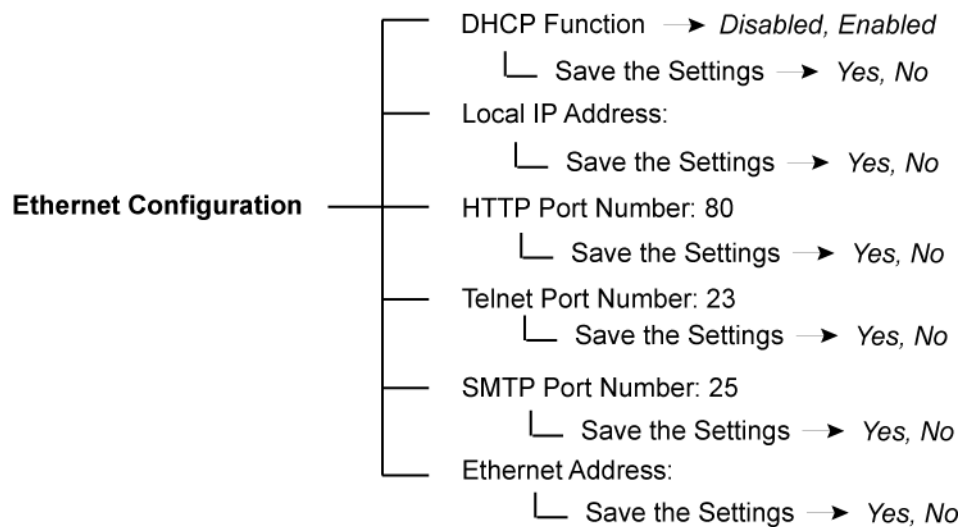 DHCP Function Disabled, Enabled
Save the Settings Yes, No
Local IP Address:
Save the Settings Yes, No
Ethernet Configuration
HTTP Port Number: 80
Save the Settings Yes, No
Telnet Port Number: 23
Save the Settings Yes, No
SMTP Port Number: 25
Save the Settings Yes, No
Ethernet Address:
Save the Settings Yes, No